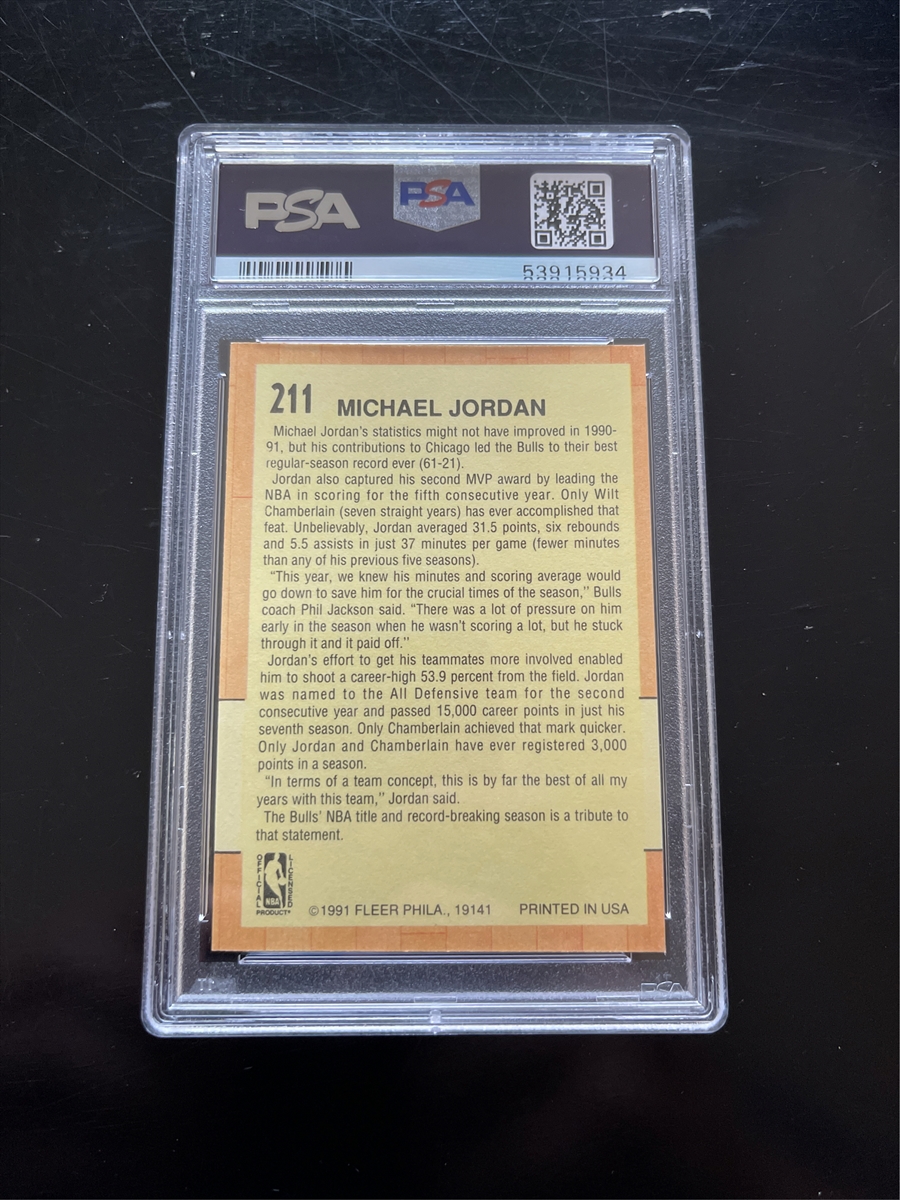 PSA PSA
53915934
211 MICHAEL JORDAN
Michael Jordan's statistics might not have improved in 1990-
91, but his contributions to Chicago led the Bulls to their best
regular-season record ever (61-21).
Jordan also captured his second MVP award by leading the
NBA in scoring for the fifth consecutive year. Only Wilt
Chamberlain (seven straight years) has ever accomplished that
feat. Unbelievably, Jordan averaged 31.5 points, six rebounds
and 5.5 assists in just 37 minutes per game (fewer minutes
than any of his previous five seasons).
"This year, we knew his minutes and scoring average would
go down to save him for the crucial times of the season," Bulls
coach Phil Jackson said. "There was a lot of pressure on him
early in the season when he wasn't scoring a lot, but he stuck
through it and it paid off."
Jordan's effort to get his teammates more involved enabled
him to shoot a career-high 53.9 percent from the field. Jordan
was named to the All Defensive team for the second
consecutive year and passed 15,000 career points in just his
seventh season. Only Chamberlain achieved that mark quicker.
Only Jordan and Chamberlain have ever registered 3,000
points in a season.
"In terms of a team concept, this is by far the best of all my
years with this team," Jordan said.
The Bulls' NBA title and record-breaking season is a tribute to
that statement.
OFFICIAL NBA LICENSED
PRODUCT
©1991 FLEER PHILA., 19141 PRINTED IN USA
PSA